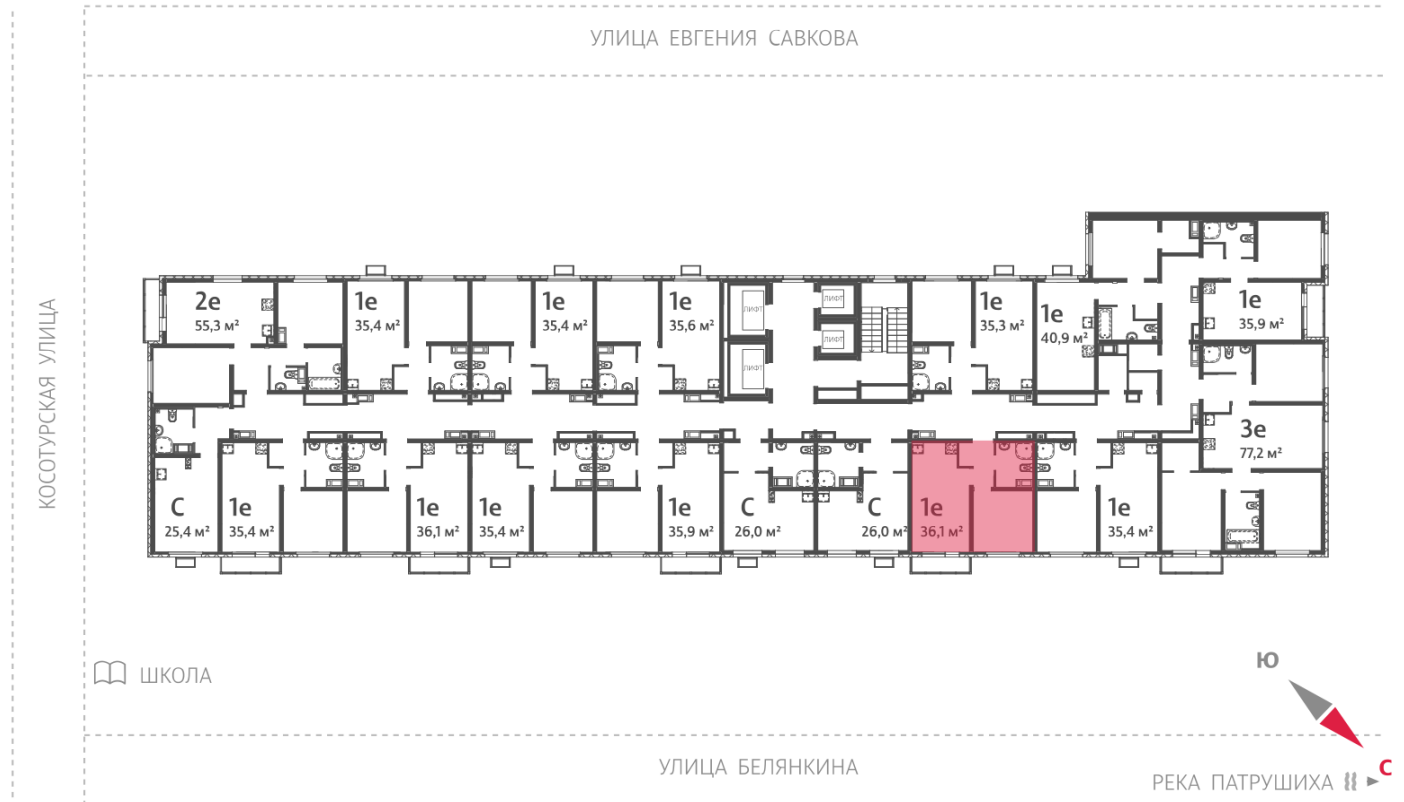 УЛИЦА ЕВГЕНИЯ САВКОВА
КОСОТУРСКАЯ УЛИЦА
2е
55,3 м²
1е
35,4 м²
1е
35,4 м²
1е
35,6 м²
ЛИФТ
ЛИФТ
ЛИФТ
ЛИФТ
1е
35,3 м²
1е
40,9 м²
1е
35,9 м²
3е
77,2 м²
С
25,4 м²
1е
35,4 м²
1е
36,1 м²
1е
35,4 м²
1е
35,9 м²
С
26,0 м²
С
26,0 м²
1е
36,1 м²
1е
35,4 м²
ШКОЛА
Ю
С
УЛИЦА БЕЛЯНКИНА
РЕКА ПАТРУШИХА